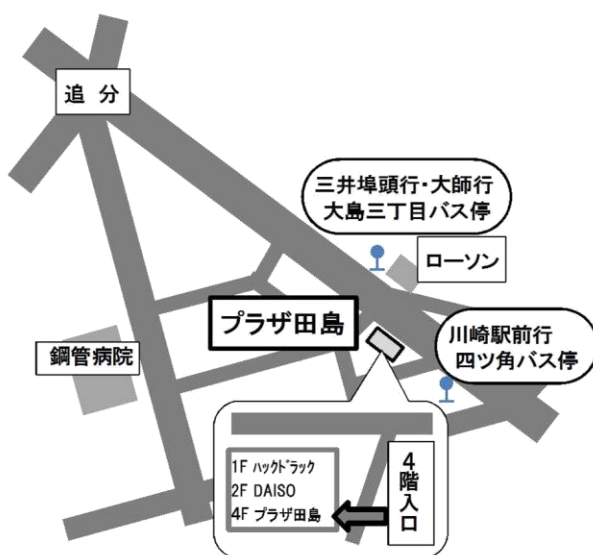 追 分
三井埠頭行・大師行
大島三丁目バス停
ローソン
プラザ田島
川崎駅前行
四ツ角バス停
鋼管病院
1F ハックドラック
2F DAISO
4F プラザ田島
4階入口